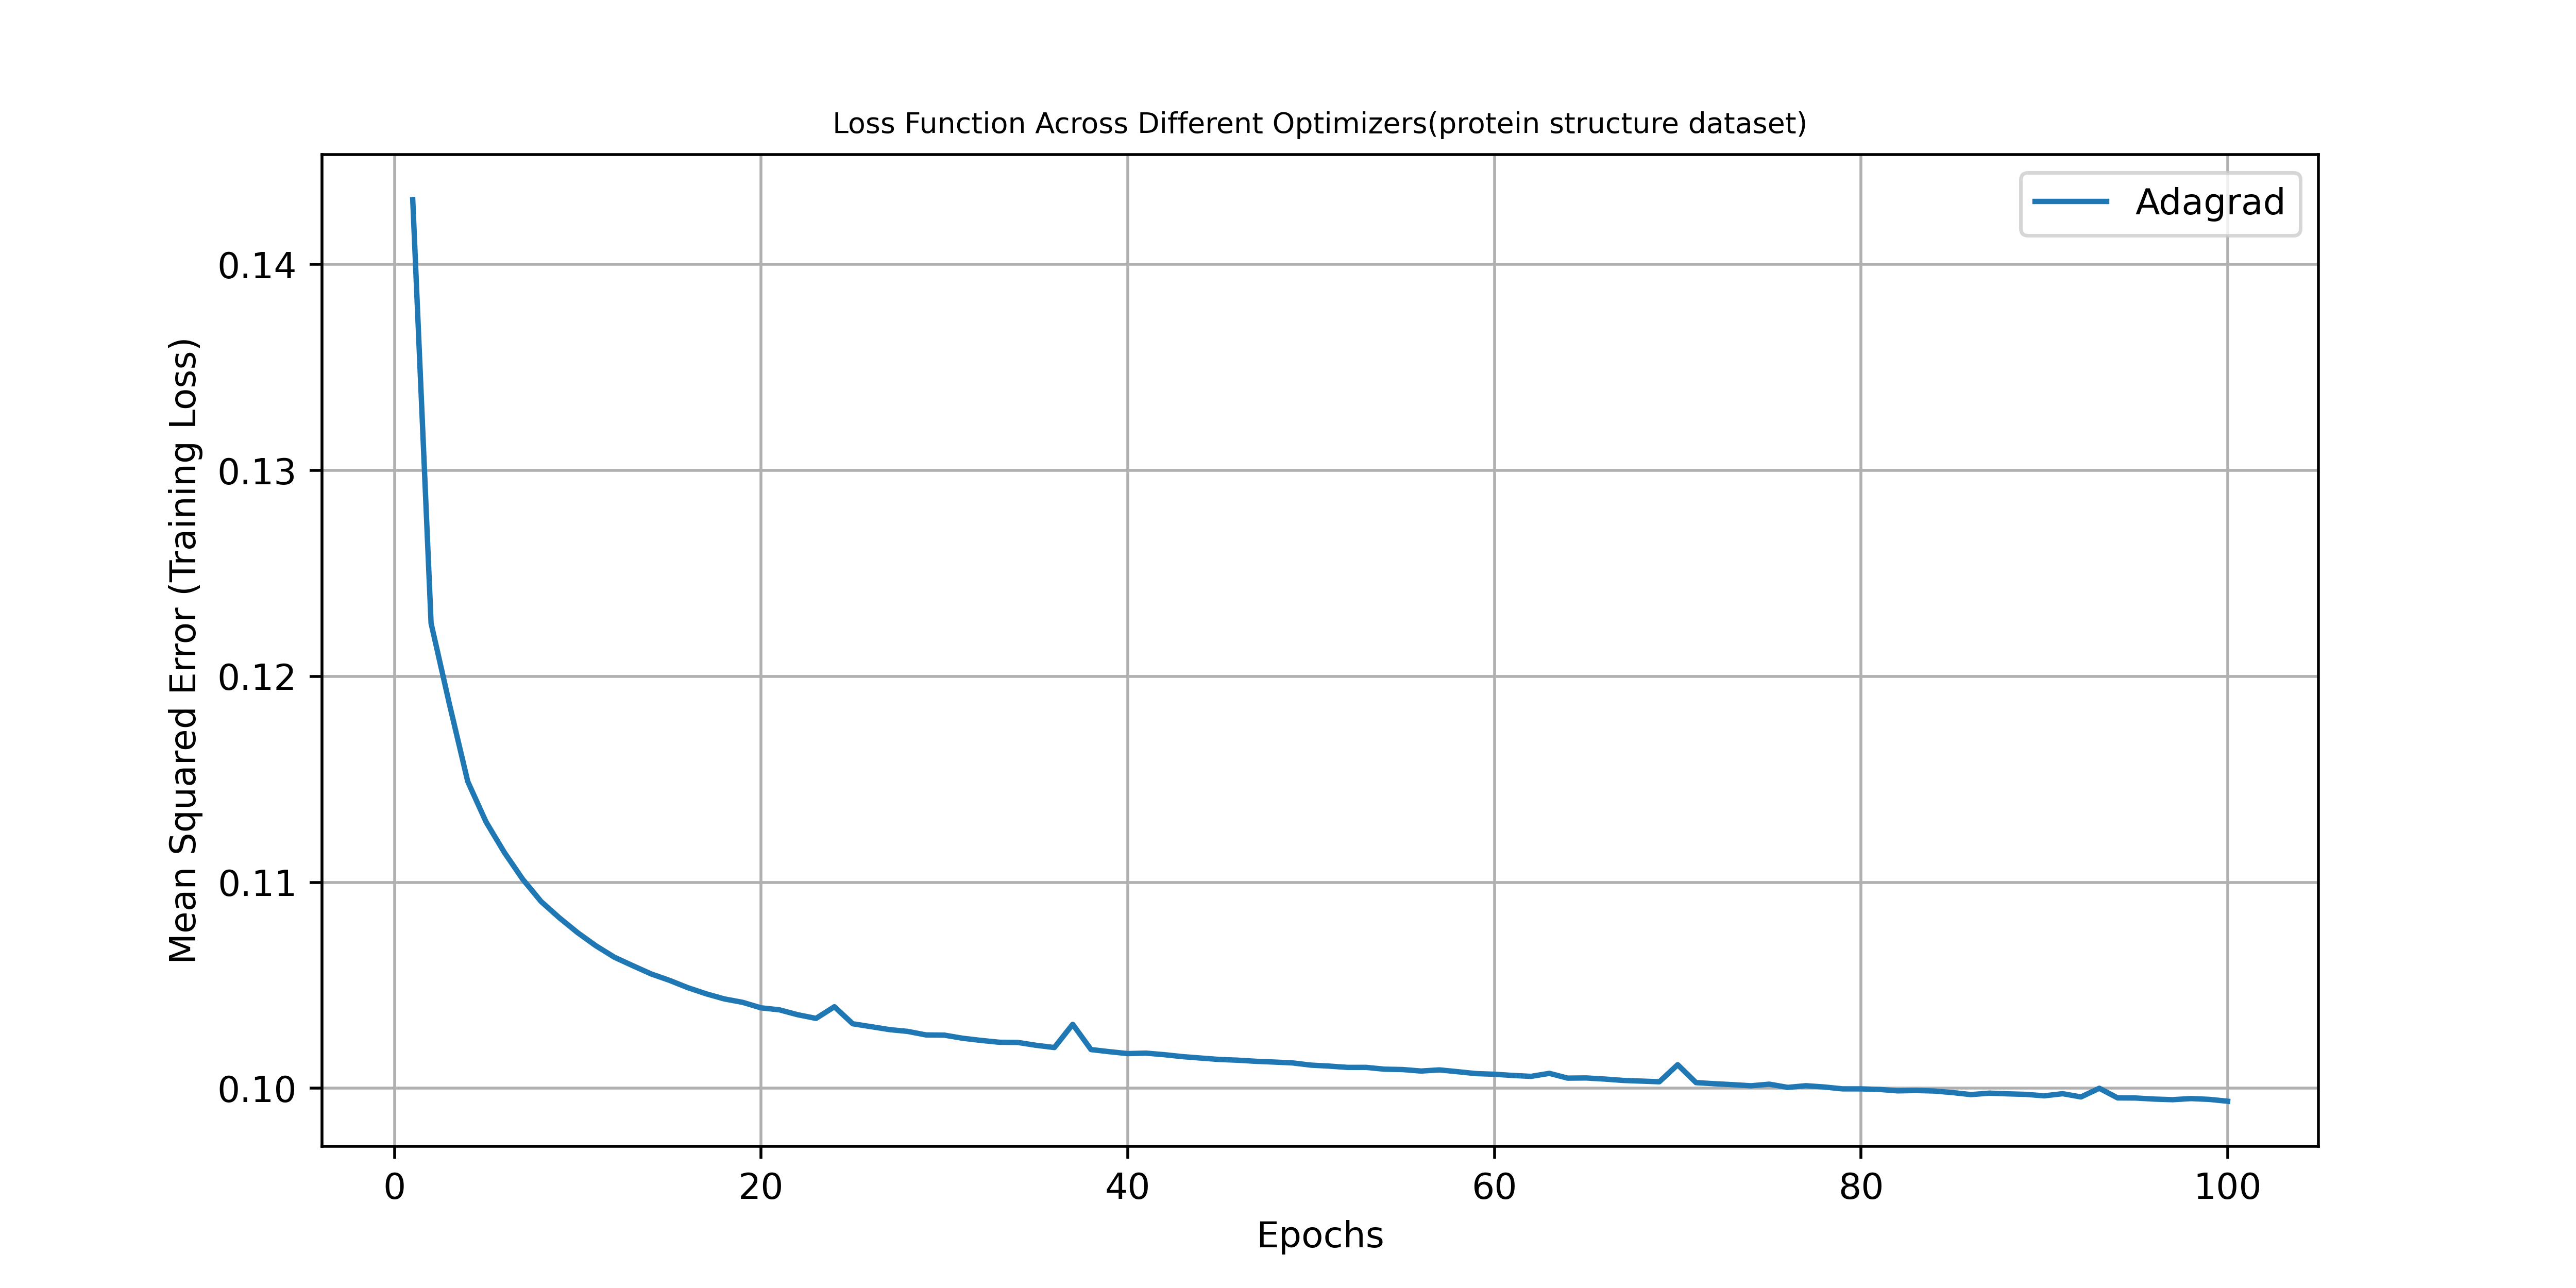 Loss Function Across Different Optimizers(protein structure dataset)
Adagrad
Mean Squared Error (Training Loss)
0.14
0.13
0.12
0.11
0.10
0
20
40
60
80
100
Epochs